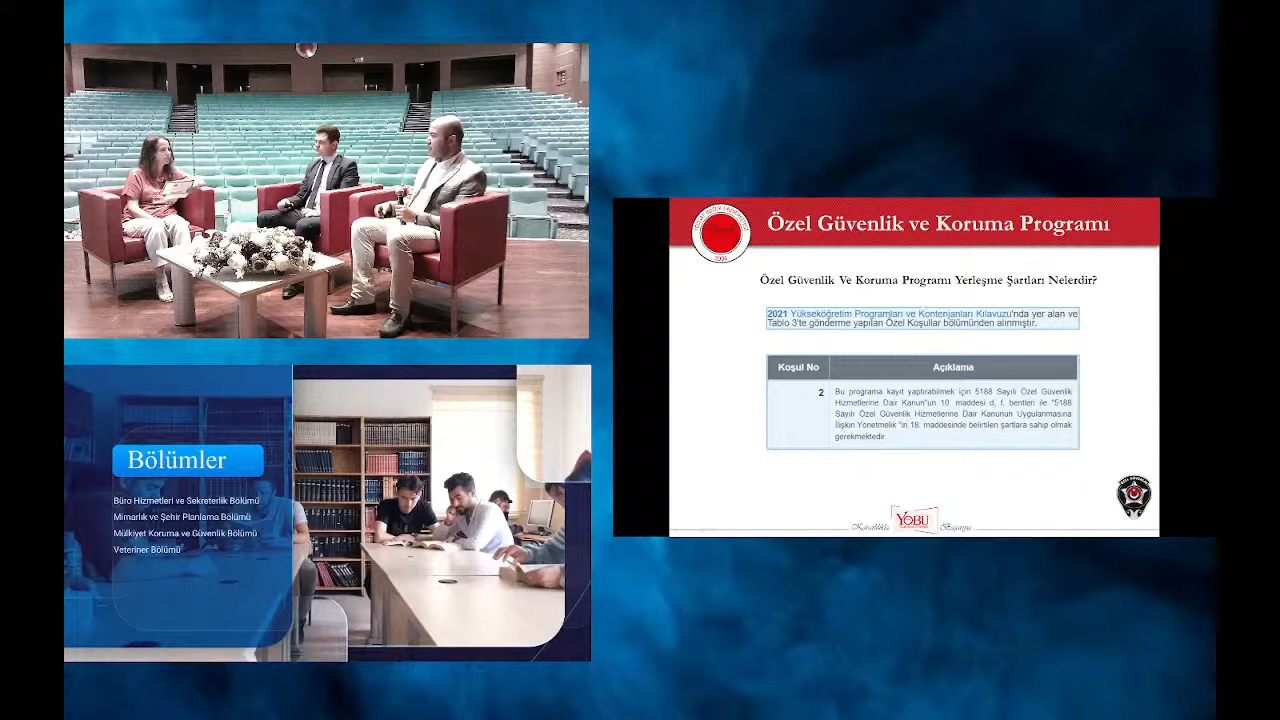 Bölümler
Büro Hizmetleri ve Sekreterlik Bölümü
Mimarlık ve Şehir Planlama Bölümü
Mülkiyet Koruma ve Güvenlik Bölümü
Veteriner Bölümü
Özel Güvenlik ve Koruma Programı
2006
Özel Güvenlik Ve Koruma Programı Yerleşme Şartları Nelerdir?
2021 Yükseköğretim Programları ve Kontenjanları Kılavuzu'nda yer alan ve
Tablo 3'te gönderme yapılan Özel Koşullar bölümünden alınmıştır.
Koşul No Açıklama
2 Bu programa kayıt yaptırabilmek için 5188 Sayılı Özel Güvenlik
Hizmetlerine Dair Kanun"un 10. maddesi d, f, bentleri ile "5188
Sayılı Özel Güvenlik Hizmetlerine Dair Kanunun Uygulanmasına
İlişkin Yönetmelik "in 18. maddesinde belirtilen şartlara sahip olmak
gerekmektedir.
Kararlılıkla YOBU Başarıya